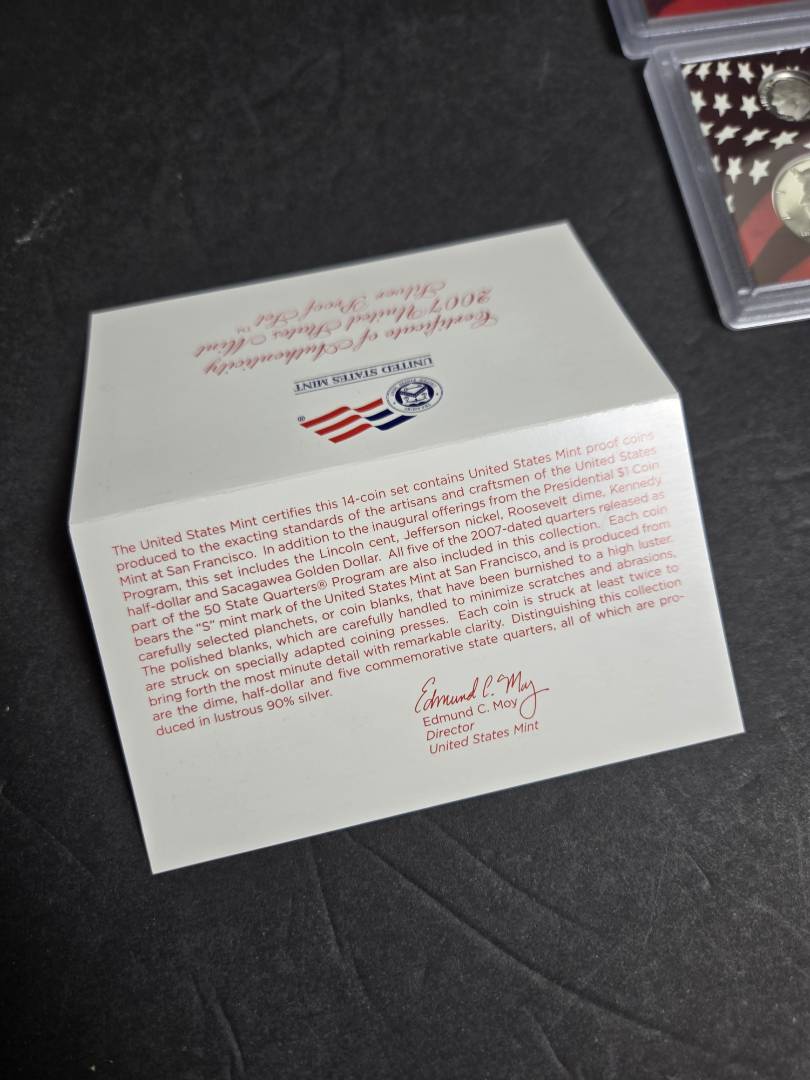 Certificate of Authenticity
2007 United States Mint
Silver Proof Set™
UNITED STATES MINT
®
The United States Mint certifies this 14-coin set contains United States Mint proof coins
produced to the exacting standards of the artisans and craftsmen of the United States
Mint at San Francisco. In addition to the inaugural offerings from the Presidential $1 Coin
Program, this set includes the Lincoln cent, Jefferson nickel, Roosevelt dime, Kennedy
half-dollar and Sacagawea Golden Dollar. All five of the 2007-dated quarters released as
part of the 50 State Quarters® Program are also included in this collection. Each coin
bears the "S" mint mark of the United States Mint at San Francisco, and is produced from
carefully selected planchets, or coin blanks, that have been burnished to a high luster.
The polished blanks, which are carefully handled to minimize scratches and abrasions,
are struck on specially adapted coining presses. Each coin is struck at least twice to
bring forth the most minute detail with remarkable clarity. Distinguishing this collection
are the dime, half-dollar and five commemorative state quarters, all of which are pro-
duced in lustrous 90% silver.
Edmund C. Moy
Edmund C. Moy
Director
United States Mint